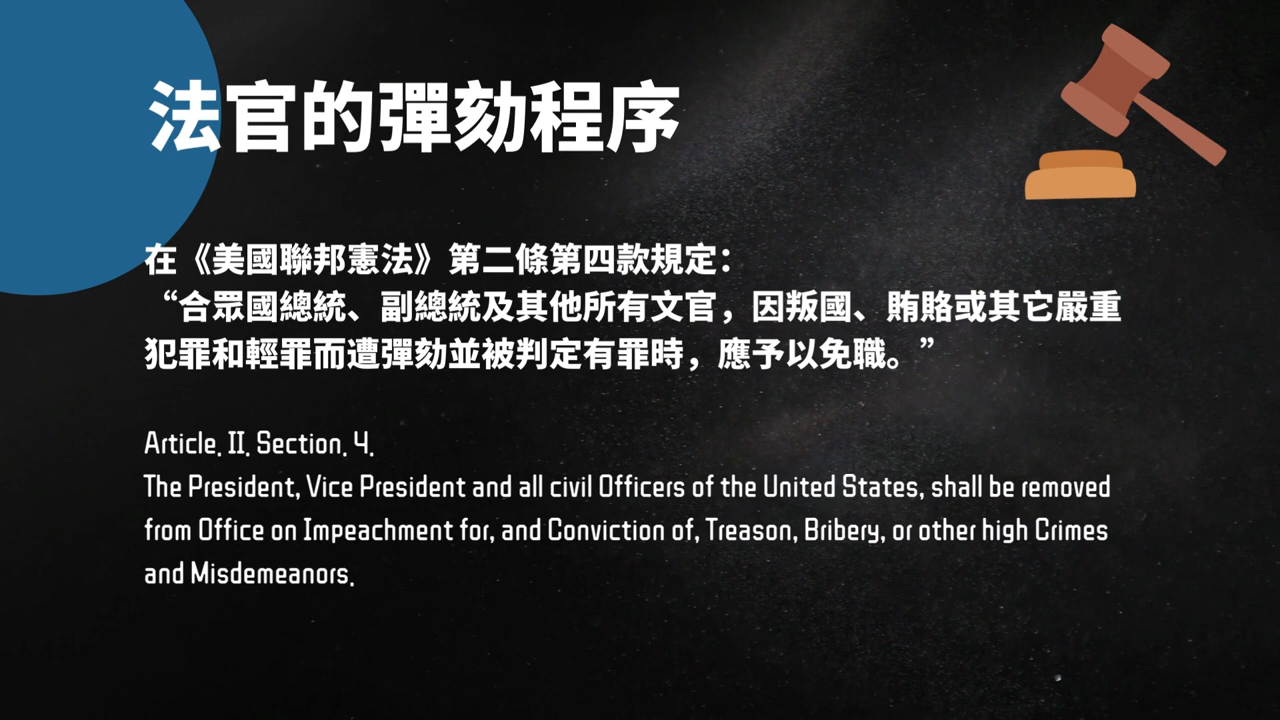 法官的彈劾程序
在《美國聯邦憲法》第二條第四款規定：
“合眾國總統、副總統及其他所有文官，因叛國、賄賂或其它嚴重
犯罪和輕罪而遭彈劾並被判定有罪時，應予以免職。”
Article. II. Section. 4.
The President, Vice President and all civil Officers of the United States, shall be removed
from Office on Impeachment for, and Conviction of, Treason, Bribery, or other high Crimes
and Misdemeanors.